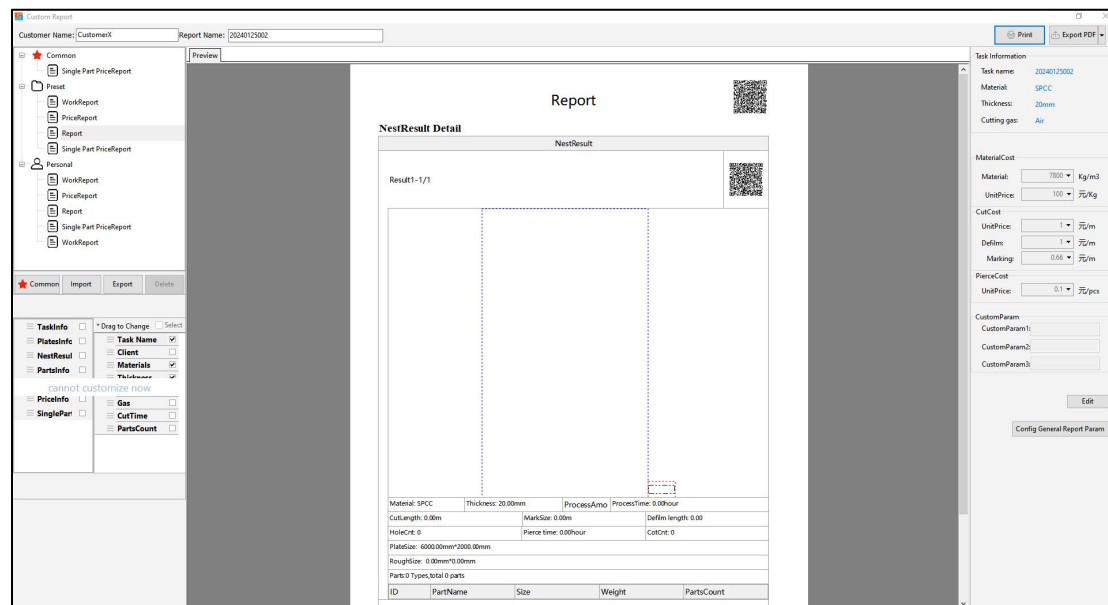 Custom Report
Customer Name: CustomerX Report Name: 20240125002 Print Export PDF
Common
Single Part PriceReport
Preset
WorkReport
PriceReport
Report
Single Part PriceReport
Personal
WorkReport
PriceReport
Report
Single Part PriceReport
WorkReport
Common Import Export Delete
TaskInfo
PlatesInfc
NestResul
PartsInfo
PriceInfo
SinglePart
* Drag to Change Select
Task Name
Client
Materials
Thickness
cannot customize now
Gas
CutTime
PartsCount
Preview
Report
NestResult Detail
NestResult
Result1-1/1
Material: SPCC Thickness: 20.00mm ProcessAmo ProcessTime: 0.00hour
CutLength: 0.00m MarkSize: 0.00m Defilm length: 0.00
HoleCnt: 0 Pierce time: 0.00hour CotCnt: 0
PlateSize: 6000.00mm*2000.00mm
RoughSize: 0.00mm*0.00mm
Parts:0 Types,total 0 parts
ID PartName Size Weight PartsCount
Task Information
Task name: 20240125002
Material: SPCC
Thickness: 20mm
Cutting gas: Air
MaterialCost
Material: 7800 Kg/m3
UnitPrice: 100 元/Kg
CutCost
UnitPrice: 1 元/m
Defilm: 1 元/m
Marking: 0.66 元/m
PierceCost
UnitPrice: 0.1 元/pcs
CustomParam
CustomParam1:
CustomParam2:
CustomParam3:
Edit
Config General Report Param